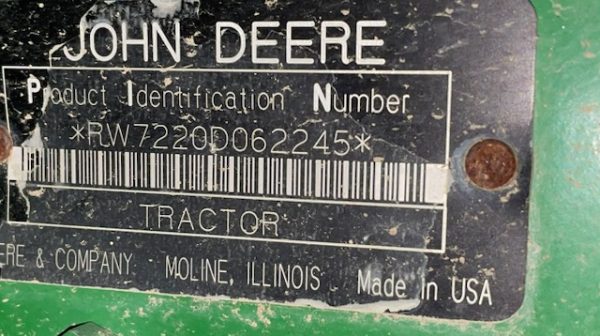 JOHN DEERE
Product Identification Number
*RW7220D062245*
TRACTOR
ERE & COMPANY MOLINE, ILLINOIS Made in USA